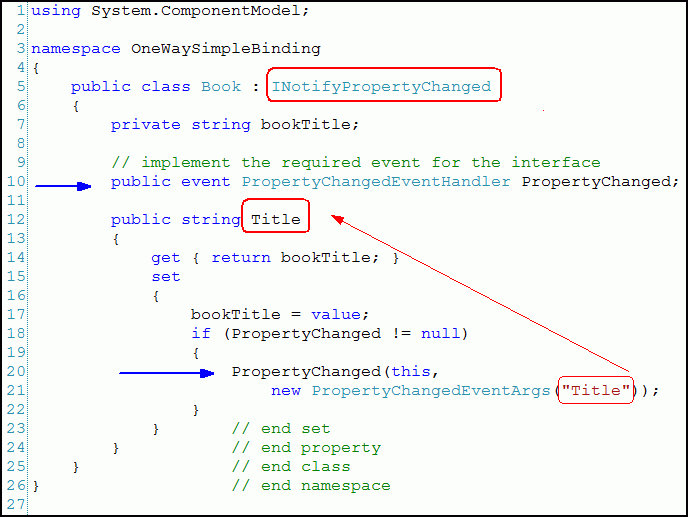 1 using System.ComponentModel;
2
3 namespace OneWaySimpleBinding
4 {
5     public class Book : INotifyPropertyChanged
6     {
7         private string bookTitle;
8
9         // implement the required event for the interface
10         public event PropertyChangedEventHandler PropertyChanged;
11
12         public string Title
13         {
14             get { return bookTitle; }
15             set
16             {
17                 bookTitle = value;
18                 if (PropertyChanged != null)
19                 {
20                     PropertyChanged(this,
21                         new PropertyChangedEventArgs("Title"));
22                 }
23             }       // end set
24         }           // end property
25     }               // end class
26 }                   // end namespace
27